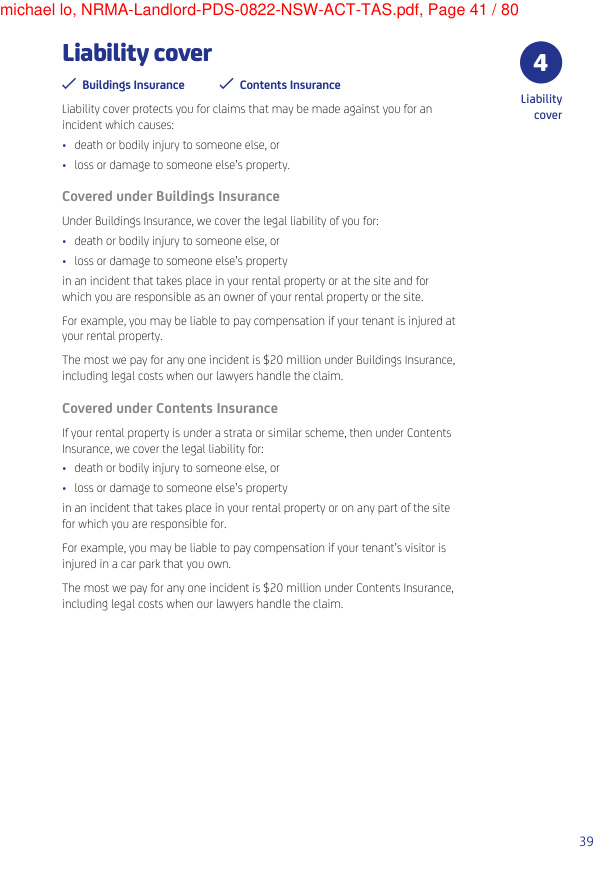 michael lo, NRMA-Landlord-PDS-0822-NSW-ACT-TAS.pdf, Page 41 / 80
Liability cover
Buildings Insurance
Contents Insurance
4
Liability
cover
Liability cover protects you for claims that may be made against you for an
incident which causes:
• death or bodily injury to someone else, or
• loss or damage to someone else's property.
Covered under Buildings Insurance
Under Buildings Insurance, we cover the legal liability of you for:
• death or bodily injury to someone else, or
• loss or damage to someone else's property
in an incident that takes place in your rental property or at the site and for
which you are responsible as an owner of your rental property or the site.
For example, you may be liable to pay compensation if your tenant is injured at
your rental property.
The most we pay for any one incident is $20 million under Buildings Insurance,
including legal costs when our lawyers handle the claim.
Covered under Contents Insurance
If your rental property is under a strata or similar scheme, then under Contents
Insurance, we cover the legal liability for:
• death or bodily injury to someone else, or
• loss or damage to someone else's property
in an incident that takes place in your rental property or on any part of the site
for which you are responsible for.
For example, you may be liable to pay compensation if your tenant's visitor is
injured in a car park that you own.
The most we pay for any one incident is $20 million under Contents Insurance,
including legal costs when our lawyers handle the claim.
39